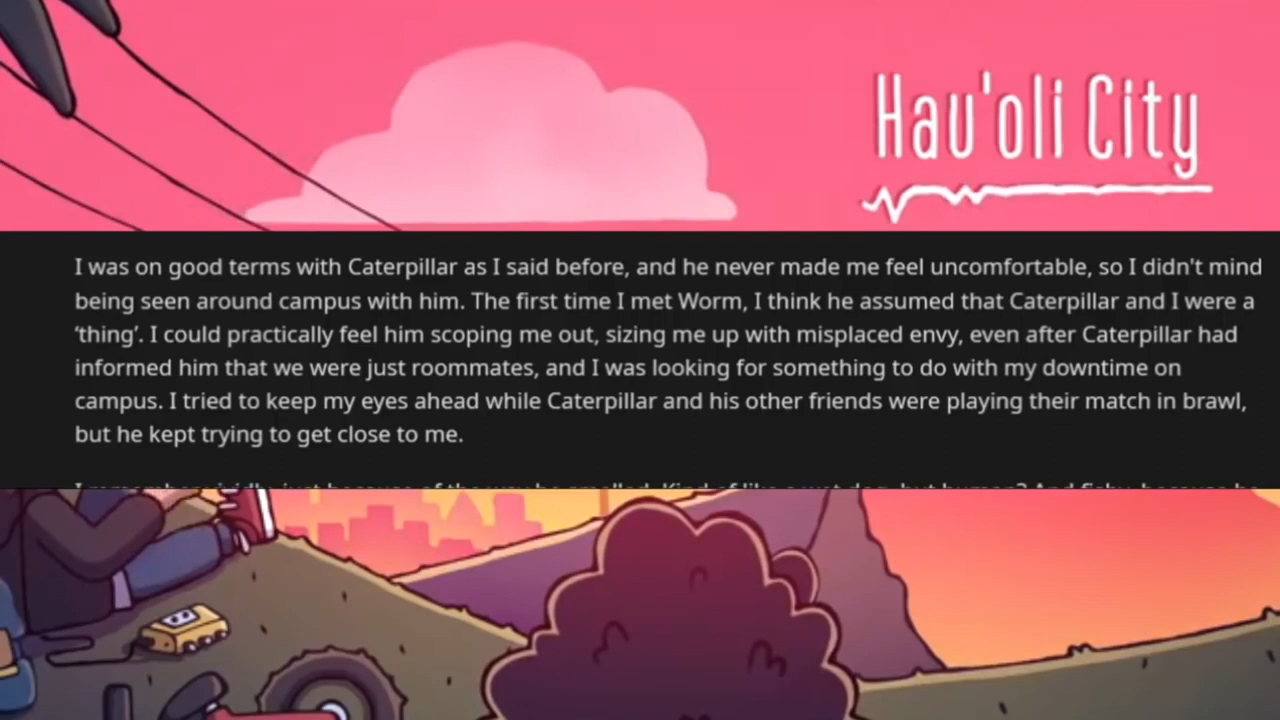 Hau'oli City
I was on good terms with Caterpillar as I said before, and he never made me feel uncomfortable, so I didn't mind
being seen around campus with him. The first time I met Worm, I think he assumed that Caterpillar and I were a
‘thing’. I could practically feel him scoping me out, sizing me up with misplaced envy, even after Caterpillar had
informed him that we were just roommates, and I was looking for something to do with my downtime on
campus. I tried to keep my eyes ahead while Caterpillar and his other friends were playing their match in brawl,
but he kept trying to get close to me.